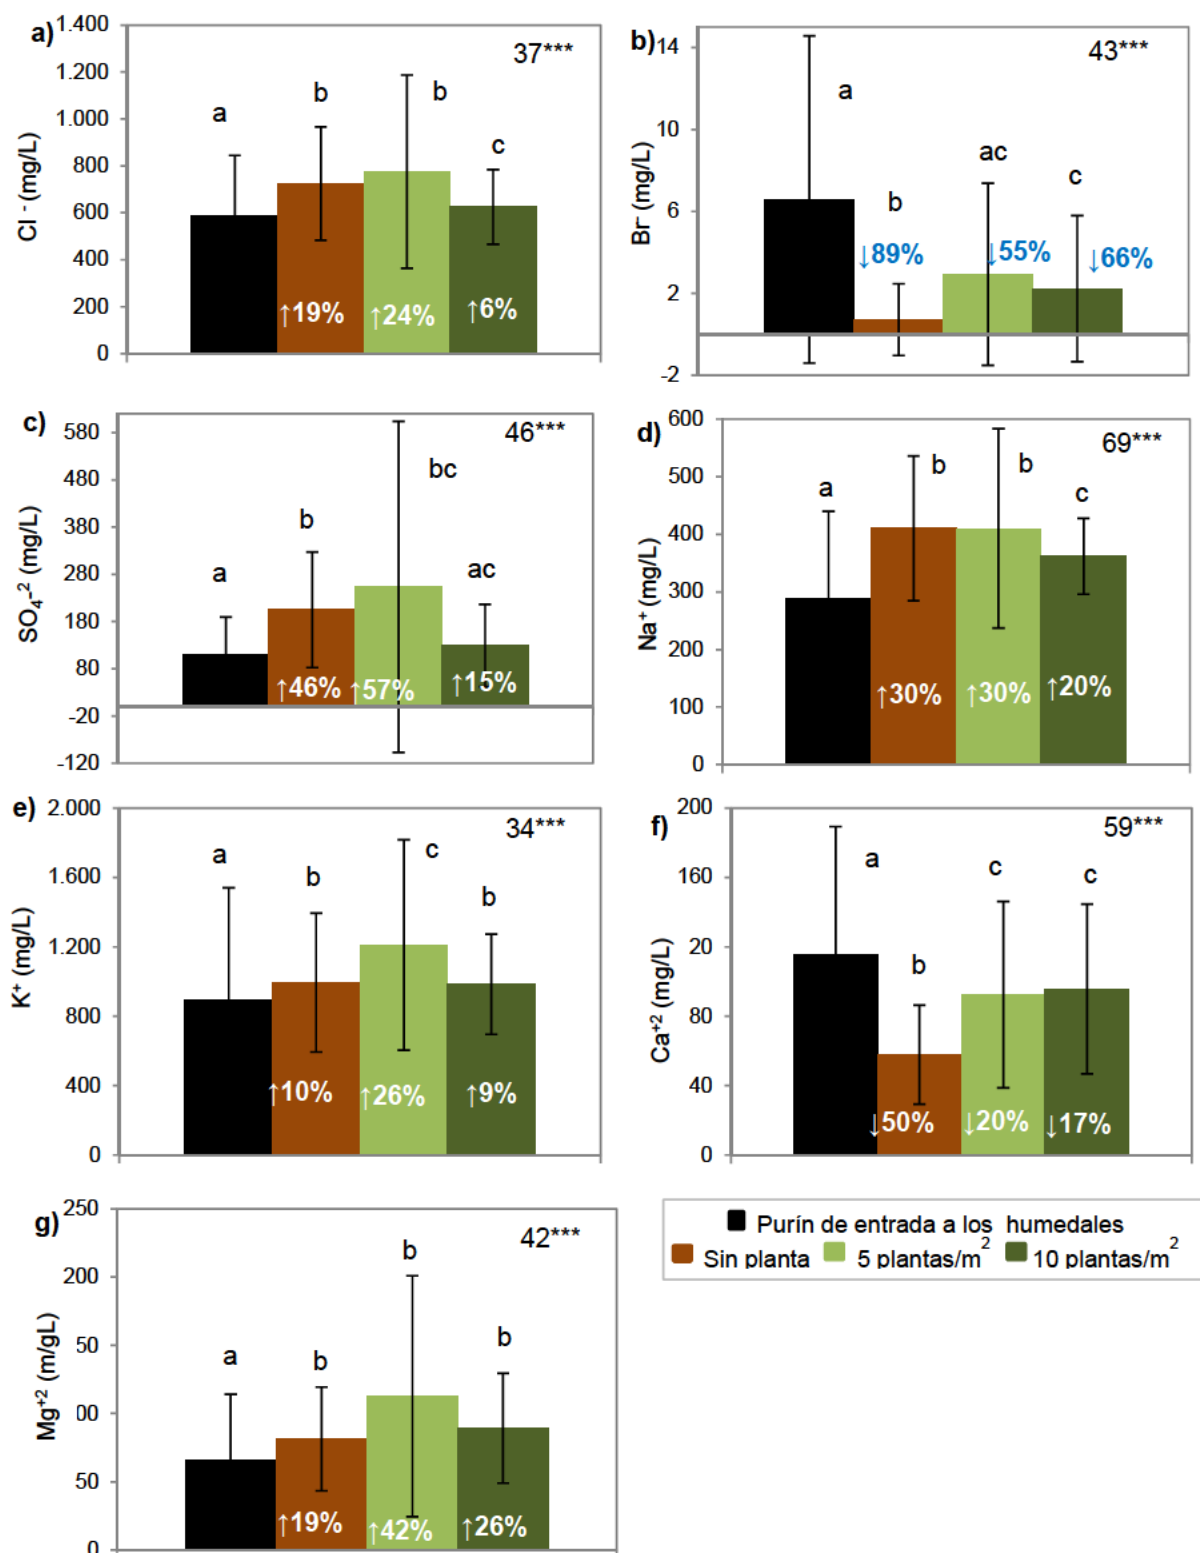 a)
37***
1.400
1.200
1.000
800
600
400
200
0
Cl - (mg/L)
a
b
b
c
↑19%
↑24%
↑6%
b)
43***
14
10
6
2
-2
Br- (mg/L)
a
b
ac
c
↓89%
↓55%
↓66%
c)
46***
580
480
380
280
180
80
-20
-120
SO4-2 (mg/L)
a
b
bc
ac
↑46%
↑57%
↑15%
d)
69***
600
500
400
300
200
100
0
Na+ (mg/L)
a
b
b
c
↑30%
↑30%
↑20%
e)
34***
2.000
1.600
1.200
800
400
0
K+ (mg/L)
a
b
c
b
↑10%
↑26%
↑9%
f)
59***
200
160
20
80
40
0
Ca+2 (mg/L)
a
b
c
c
↓50%
↓20%
↓17%
g)
42***
250
200
50
00
50
0
Mg+2 (m/gL)
a
b
b
b
↑19%
↑42%
↑26%
Purín de entrada a los humedales
Sin planta 5 plantas/m2 10 plantas/m2